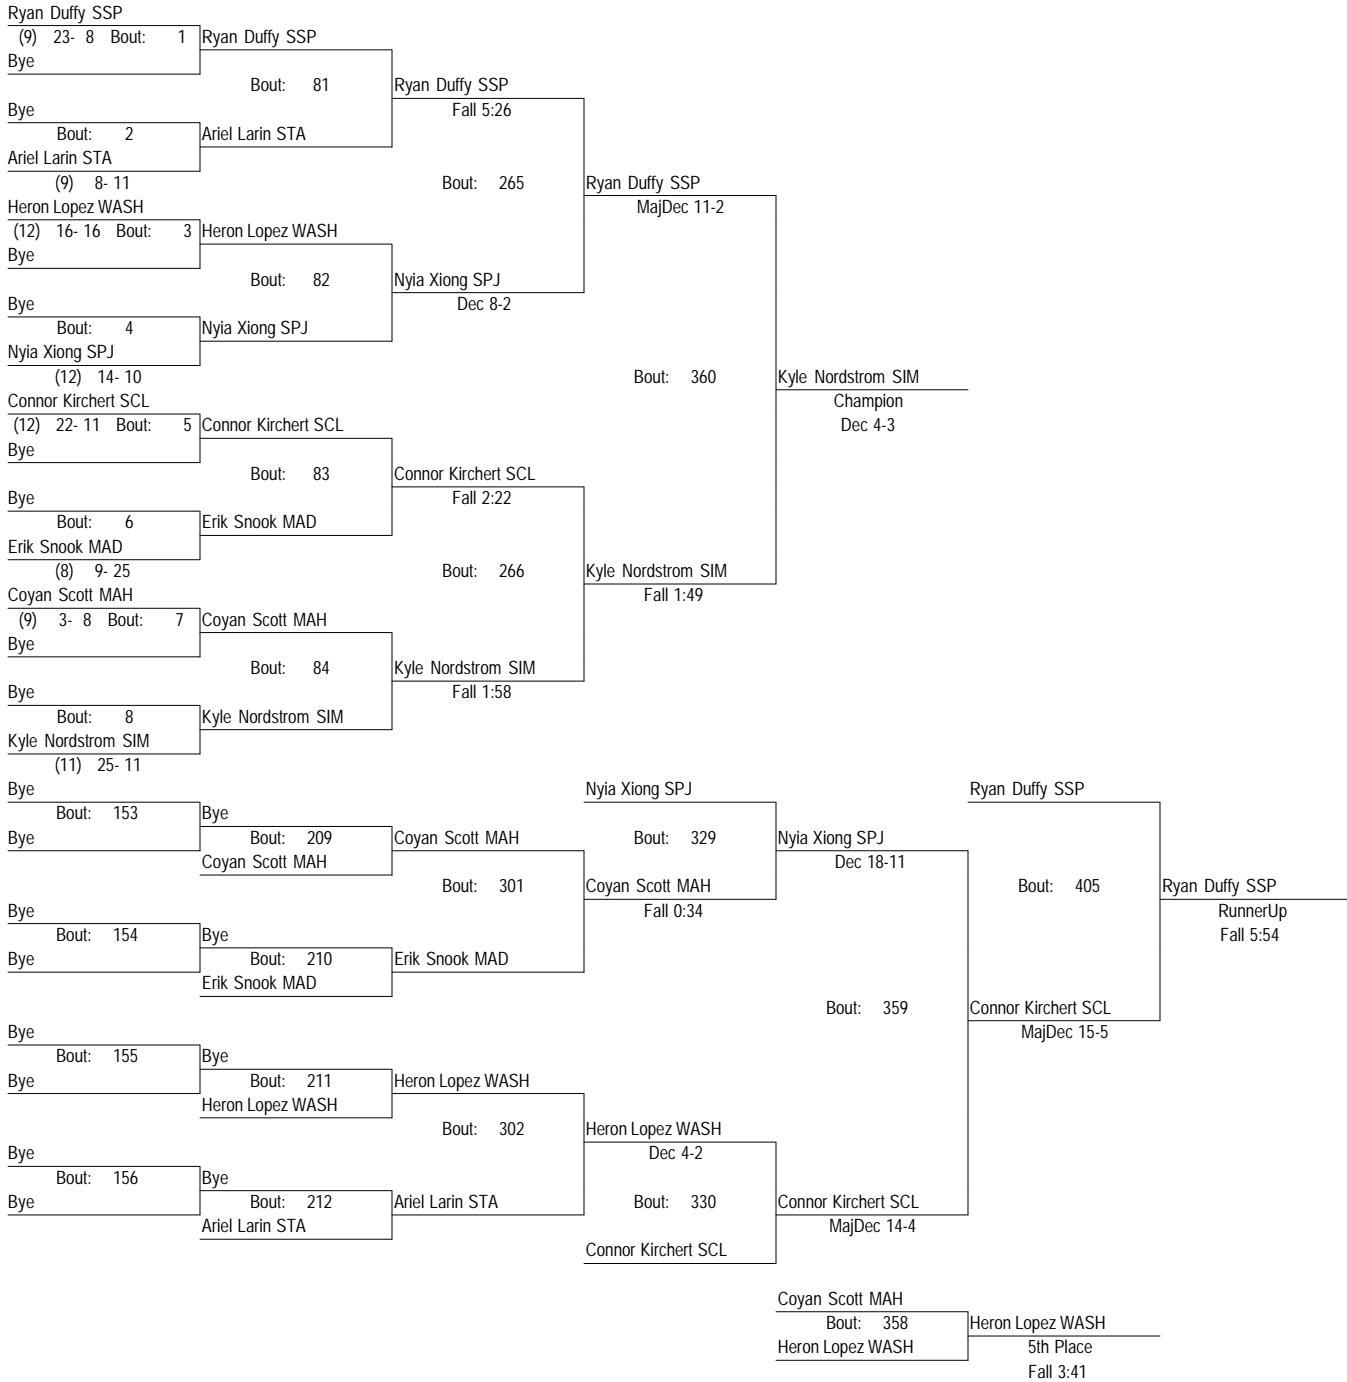 Ryan Duffy SSP
(9) 23- 8 Bout: 1 Ryan Duffy SSP
Bye
Bout: 81 Ryan Duffy SSP
Bye Fall 5:26
Bout: 2 Ariel Larin STA
Ariel Larin STA
(9) 8- 11 Bout: 265 Ryan Duffy SSP
Heron Lopez WASH MajDec 11-2
(12) 16- 16 Bout: 3 Heron Lopez WASH
Bye
Bout: 82 Nyia Xiong SPJ
Bye Dec 8-2
Bout: 4 Nyia Xiong SPJ
Nyia Xiong SPJ
(12) 14- 10 Bout: 360 Kyle Nordstrom SIM
Connor Kirchert SCL Champion
(12) 22- 11 Bout: 5 Connor Kirchert SCL Dec 4-3
Bye
Bout: 83 Connor Kirchert SCL
Bye Fall 2:22
Bout: 6 Erik Snook MAD
Erik Snook MAD
(8) 9- 25 Bout: 266 Kyle Nordstrom SIM
Coyan Scott MAH Fall 1:49
(9) 3- 8 Bout: 7 Coyan Scott MAH
Bye
Bout: 84 Kyle Nordstrom SIM
Bye Fall 1:58
Bout: 8 Kyle Nordstrom SIM
Kyle Nordstrom SIM
(11) 25- 11
Bye Nyia Xiong SPJ Ryan Duffy SSP
Bout: 153 Bye
Bye Bout: 209 Coyan Scott MAH Bout: 329 Nyia Xiong SPJ
Coyan Scott MAH Dec 18-11
Bout: 301 Coyan Scott MAH Bout: 405 Ryan Duffy SSP
Bye Fall 0:34 RunnerUp
Bout: 154 Bye Fall 5:54
Bye Bout: 210 Erik Snook MAD
Erik Snook MAD
Bout: 359 Connor Kirchert SCL
Bye MajDec 15-5
Bout: 155 Bye
Bye Bout: 211 Heron Lopez WASH
Heron Lopez WASH
Bout: 302 Heron Lopez WASH
Bye Dec 4-2
Bout: 156 Bye
Bye Bout: 212 Ariel Larin STA Bout: 330 Connor Kirchert SCL
Ariel Larin STA MajDec 14-4
Connor Kirchert SCL
Coyan Scott MAH
Bout: 358 Heron Lopez WASH
Heron Lopez WASH 5th Place
Fall 3:41